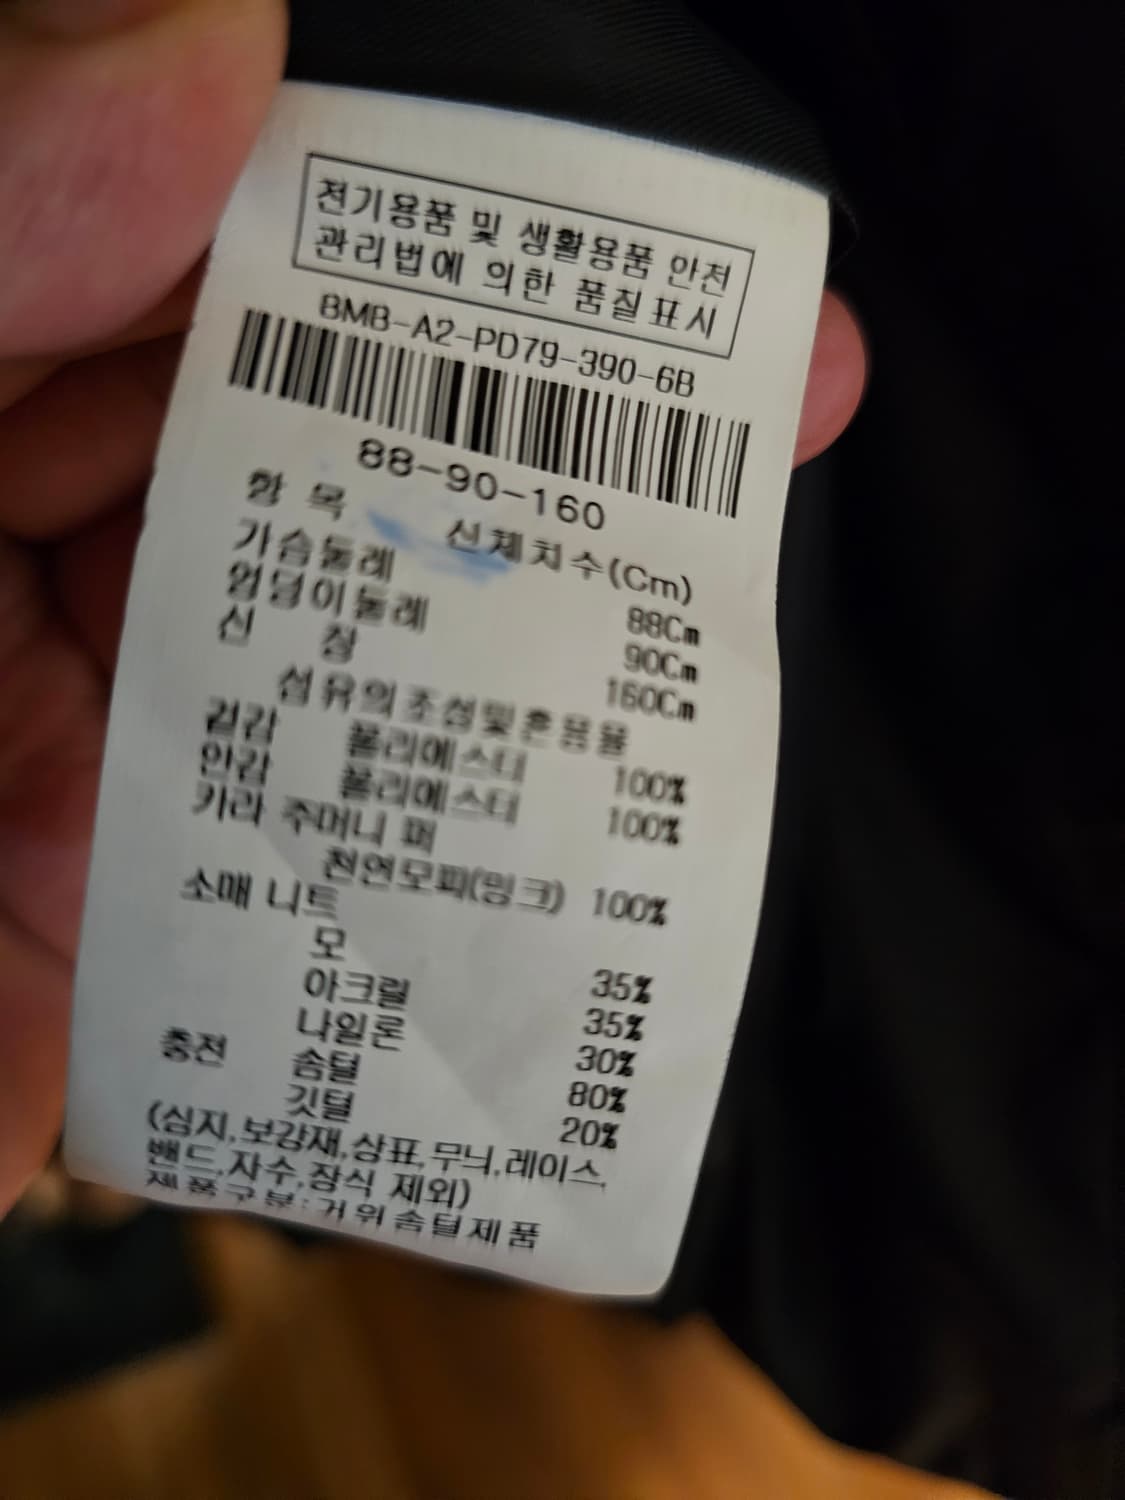 전기용품 및 생활용품 안전
관리법에 의한 품질표시
BMB-A2-PD79-390-6B
88-90-160
항 목 신체치수(Cm)
가슴둘레 88Cm
엉덩이둘레 90Cm
신 장 160Cm
섬유의조성및혼용율
겉감 폴리에스터 100%
안감 폴리에스터 100%
카라 주머니 퍼
천연모피(밍크) 100%
소매 니트
모 35%
아크릴 35%
나일론 30%
충전 솜털 80%
깃털 20%
(심지,보강재,상표,무늬,레이스,
밴드,자수,장식 제외)
제품구분:거위솜털제품